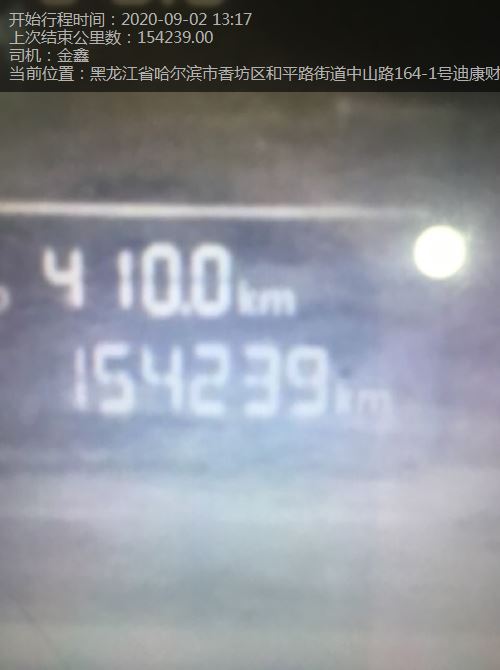 开始行程时间：2020-09-02 13:17
上次结束公里数：154239.00
司机：金鑫
当前位置：黑龙江省哈尔滨市香坊区和平路街道中山路164-1号迪康财
410.0km
154239km